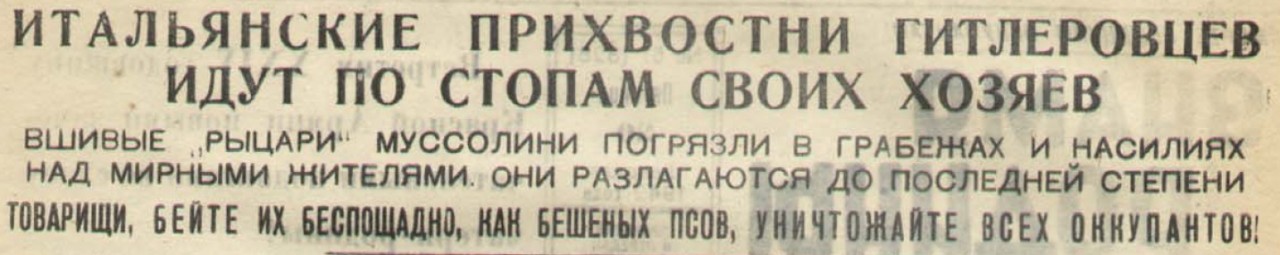 ИТАЛЬЯНСКИЕ ПРИХВОСТНИ ГИТЛЕРОВЦЕВ
ИДУТ ПО СТОПАМ СВОИХ ХОЗЯЕВ
ВШИВЫЕ „РЫЦАРИ" МУССОЛИНИ ПОГРЯЗЛИ В ГРАБЕЖАХ И НАСИЛИЯХ
НАД МИРНЫМИ ЖИТЕЛЯМИ. ОНИ РАЗЛАГАЮТСЯ ДО ПОСЛЕДНЕЙ СТЕПЕНИ
ТОВАРИЩИ, БЕЙТЕ ИХ БЕСПОЩАДНО, КАК БЕШЕНЫХ ПСОВ, УНИЧТОЖАЙТЕ ВСЕХ ОККУПАНТОВ!